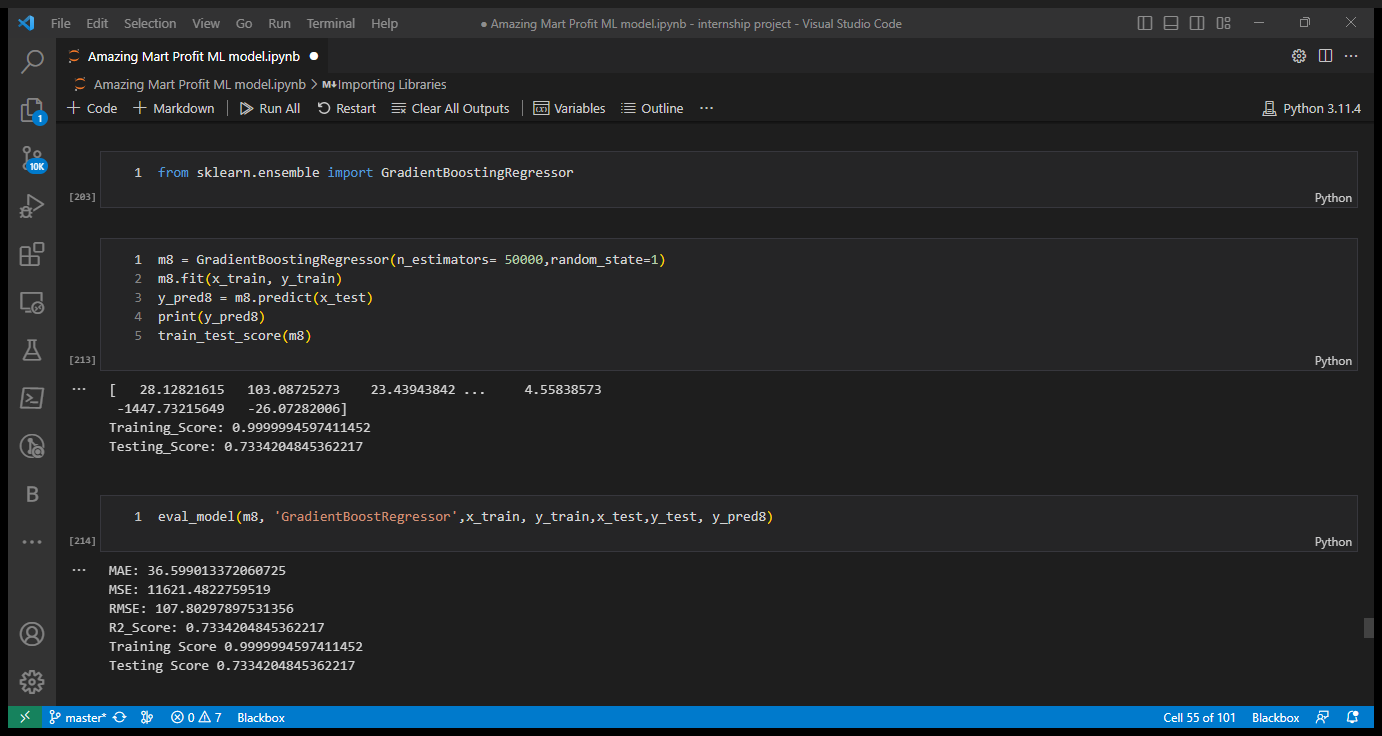 File Edit Selection View Go Run Terminal Help
● Amazing Mart Profit ML model.ipynb - internship project - Visual Studio Code
Amazing Mart Profit ML model.ipynb ●
Amazing Mart Profit ML model.ipynb > M↓Importing Libraries
+ Code + Markdown | Run All Restart Clear All Outputs | Variables Outline ...
Python 3.11.4
1
10K
B
1 from sklearn.ensemble import GradientBoostingRegressor
[203]
Python
1 m8 = GradientBoostingRegressor(n_estimators= 50000,random_state=1)
2 m8.fit(x_train, y_train)
3 y_pred8 = m8.predict(x_test)
4 print(y_pred8)
5 train_test_score(m8)
[213]
Python
... [   28.12821615   103.08725273    23.43943842 ...     4.55838573
 -1447.73215649   -26.07282006]
Training_Score: 0.9999994597411452
Testing_Score: 0.7334204845362217
1 eval_model(m8, 'GradientBoostRegressor',x_train, y_train,x_test,y_test, y_pred8)
[214]
Python
... MAE: 36.599013372060725
MSE: 11621.4822759519
RMSE: 107.80297897531356
R2_Score: 0.7334204845362217
Training Score 0.9999994597411452
Testing Score 0.7334204845362217
master* 0 7 Blackbox
Cell 55 of 101 Blackbox